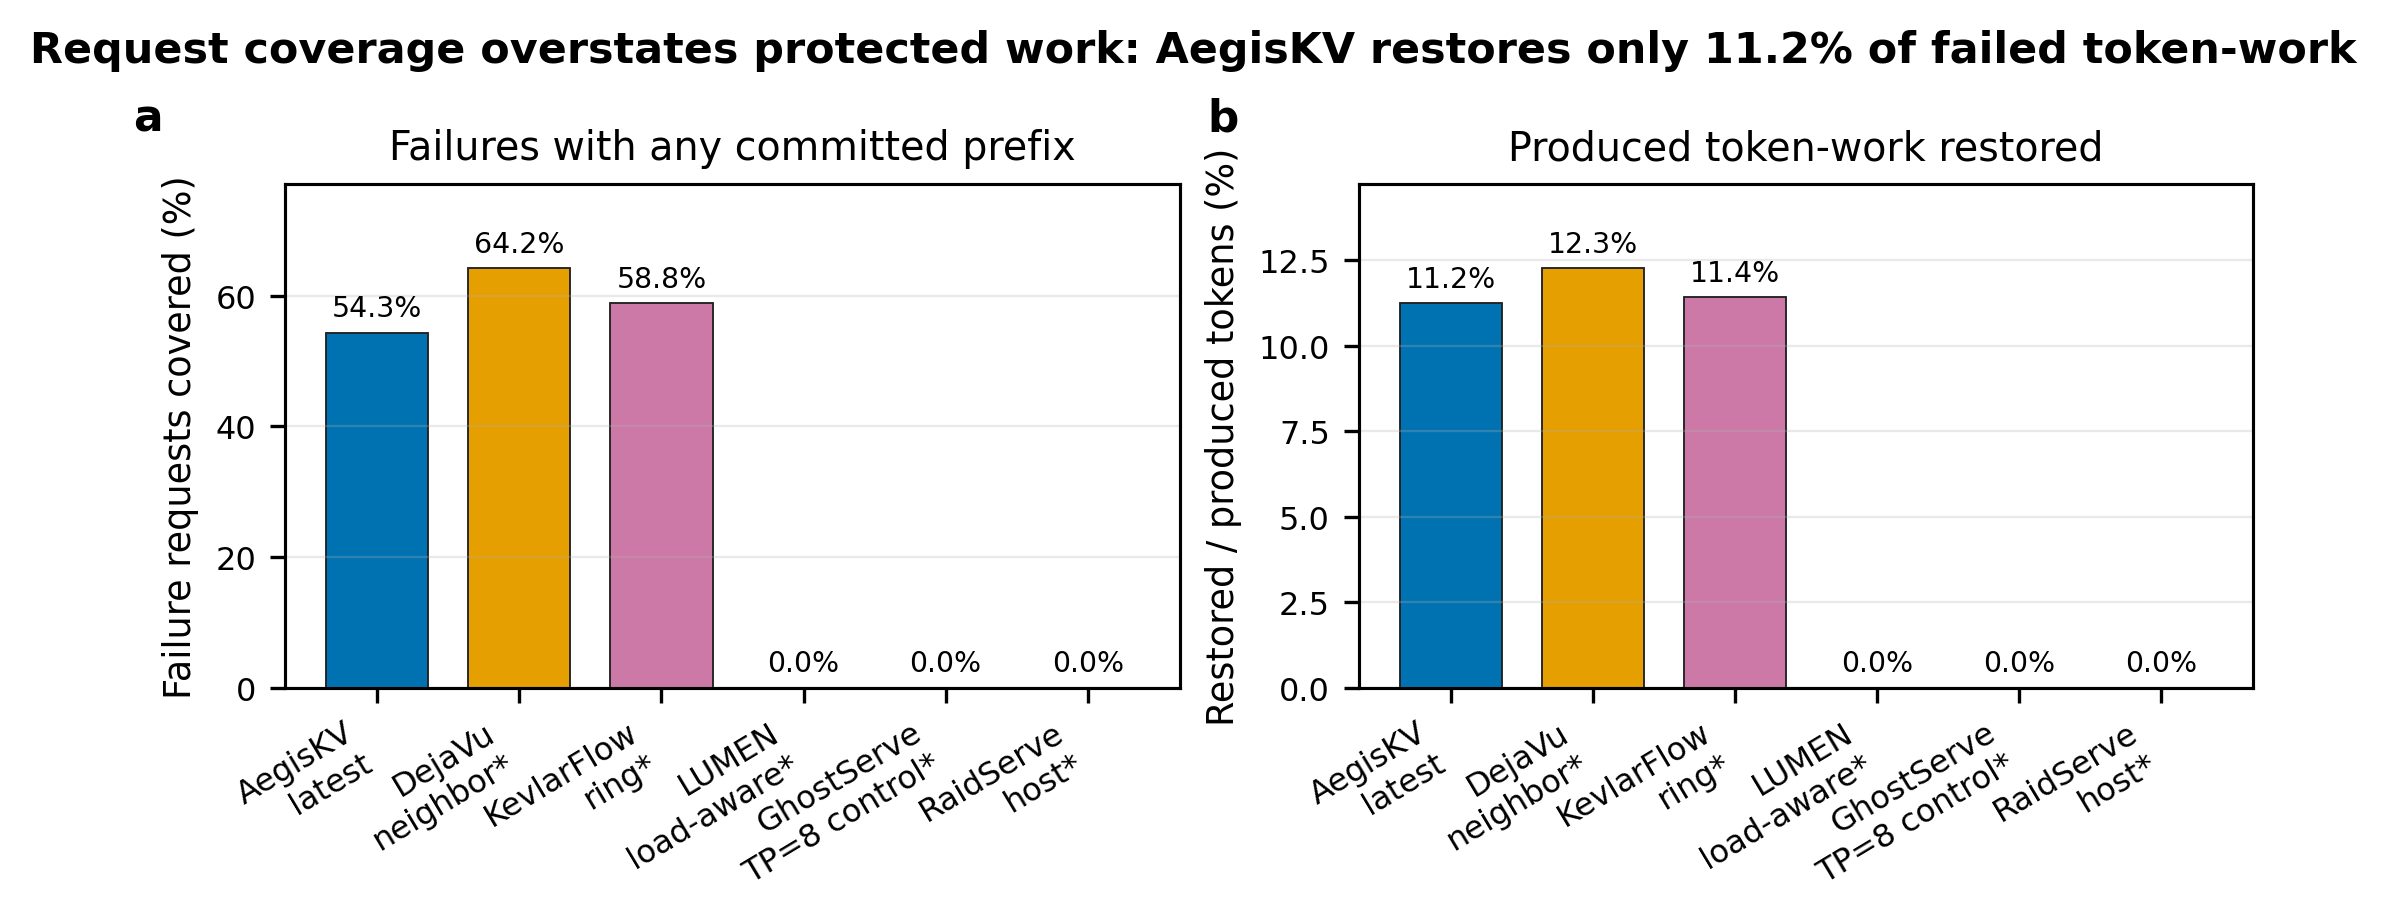 Request coverage overstates protected work: AegisKV restores only 11.2% of failed token-work
a
Failures with any committed prefix
Failure requests covered (%)
60
40
20
0
54.3%
64.2%
58.8%
0.0%
0.0%
0.0%
AegisKV
latest
DejaVu
neighbor*
KevlarFlow
ring*
LUMEN
load-aware*
GhostServe
TP=8 control*
RaidServe
host*
b
Produced token-work restored
Restored / produced tokens (%)
12.5
10.0
7.5
5.0
2.5
0.0
11.2%
12.3%
11.4%
0.0%
0.0%
0.0%
AegisKV
latest
DejaVu
neighbor*
KevlarFlow
ring*
LUMEN
load-aware*
GhostServe
TP=8 control*
RaidServe
host*